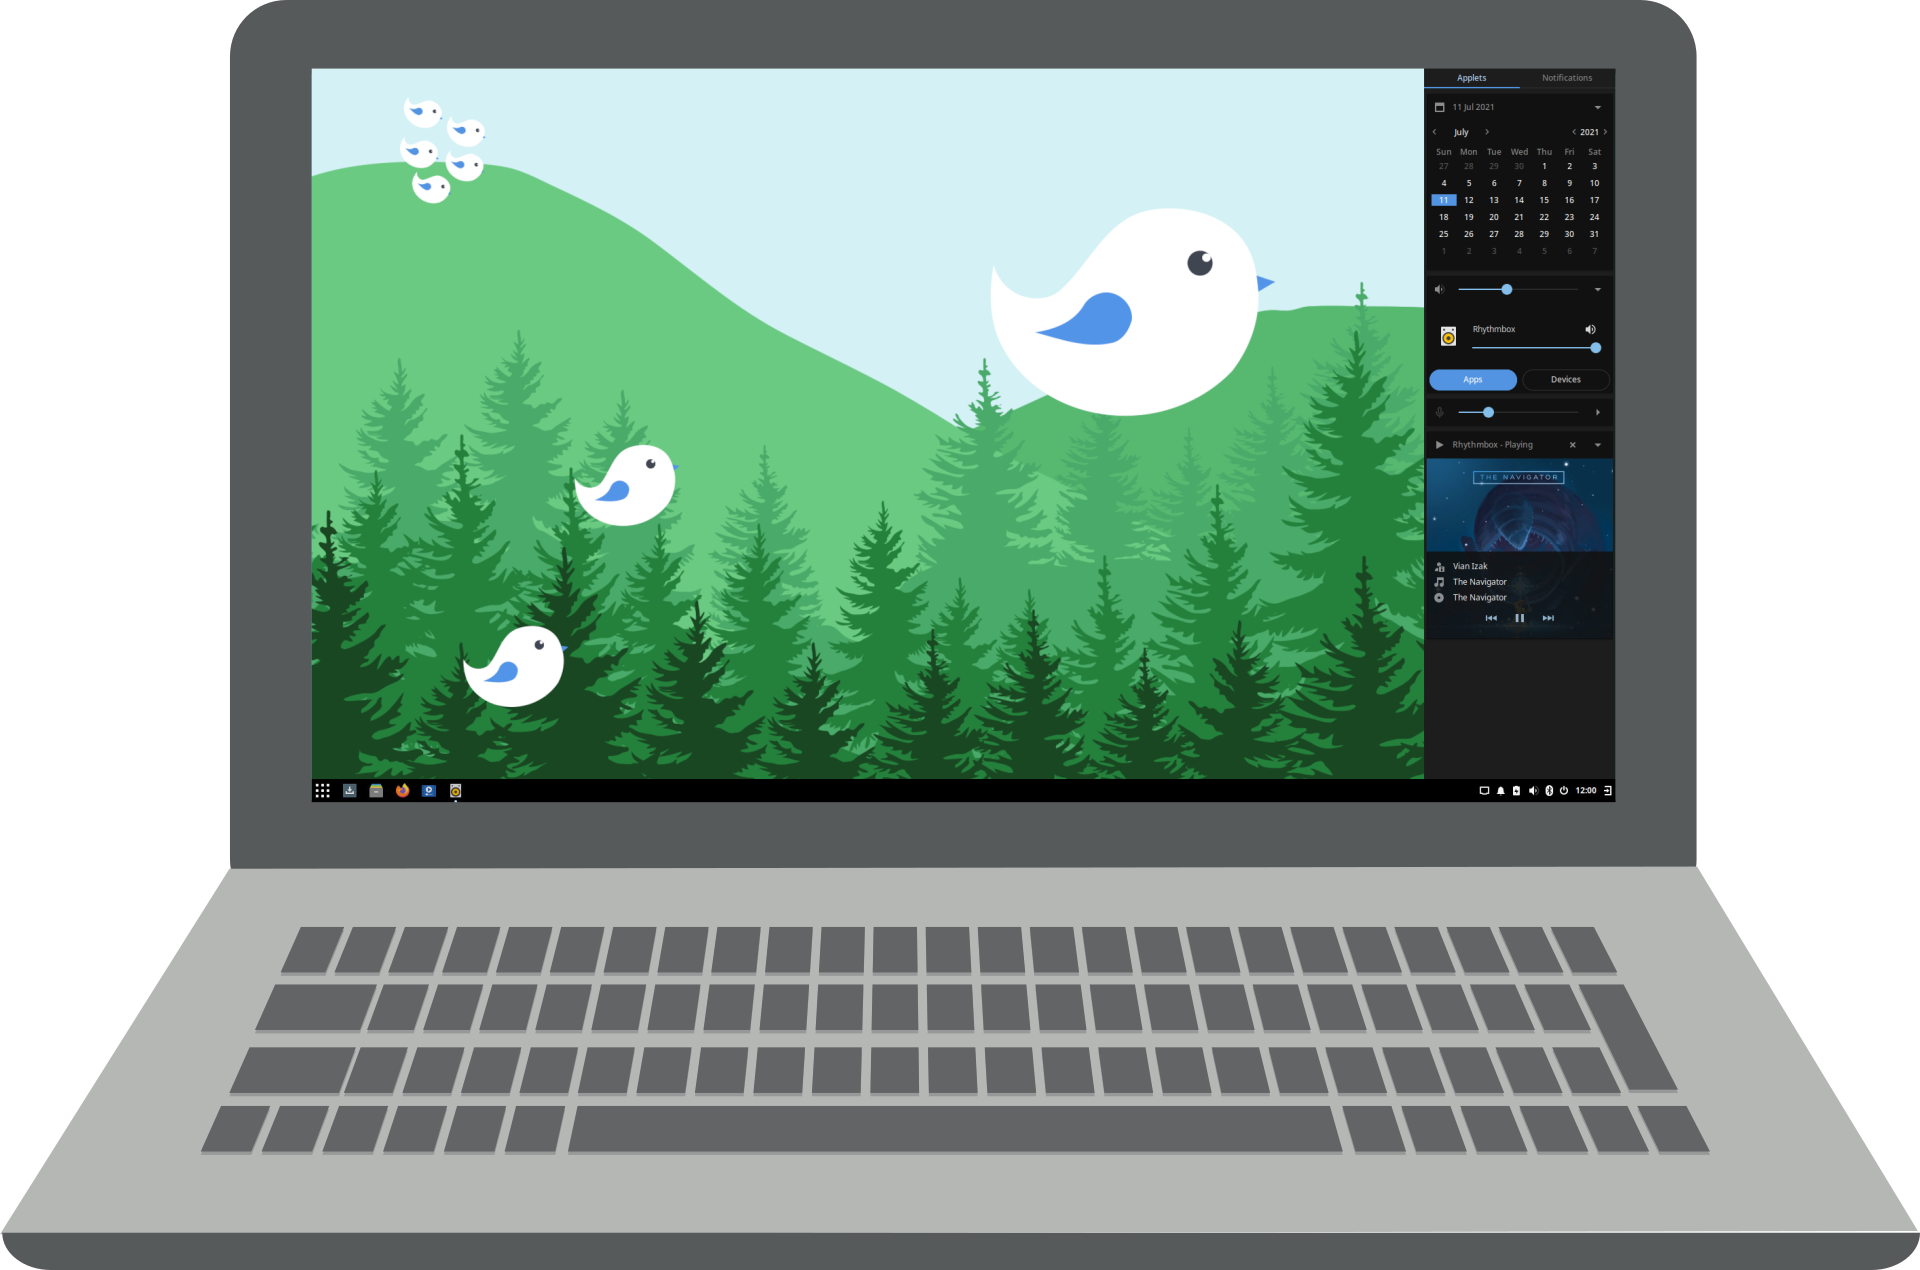 Applets Notifications
11 Jul 2021
July 2021
Sun Mon Tue Wed Thu Fri Sat
27 28 29 30 1 2 3
4 5 6 7 8 9 10
11 12 13 14 15 16 17
18 19 20 21 22 23 24
25 26 27 28 29 30 31
1 2 3 4 5 6 7
Rhythmbox
Apps Devices
Rhythmbox - Playing
THE NAVIGATOR
Vian Izak
The Navigator
The Navigator
12:00